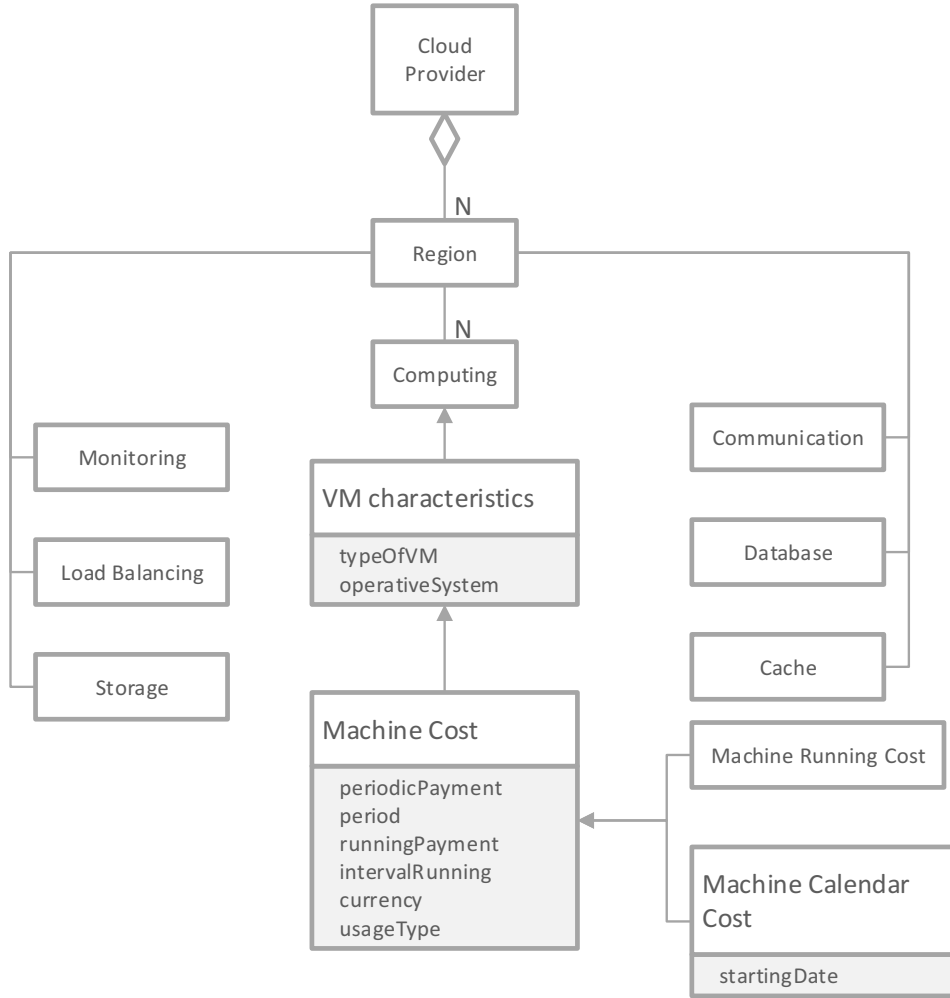 Cloud
Provider
N
Region
N
Computing
Monitoring
Load Balancing
Storage
VM characteristics
typeOfVM
operativeSystem
Communication
Database
Cache
Machine Cost
periodicPayment
period
runningPayment
intervalRunning
currency
usageType
Machine Running Cost
Machine Calendar
Cost
startingDate